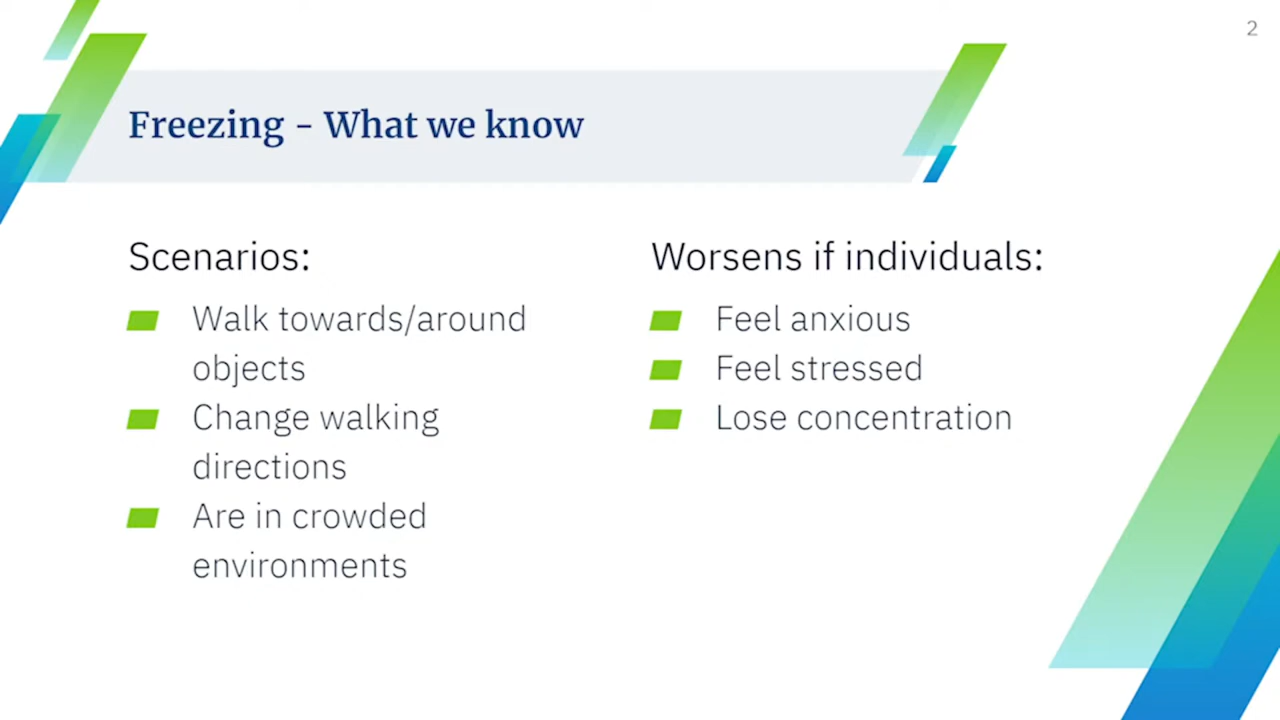 2
Freezing - What we know
Scenarios:
Walk towards/around
objects
Change walking
directions
Are in crowded
environments
Worsens if individuals:
Feel anxious
Feel stressed
Lose concentration